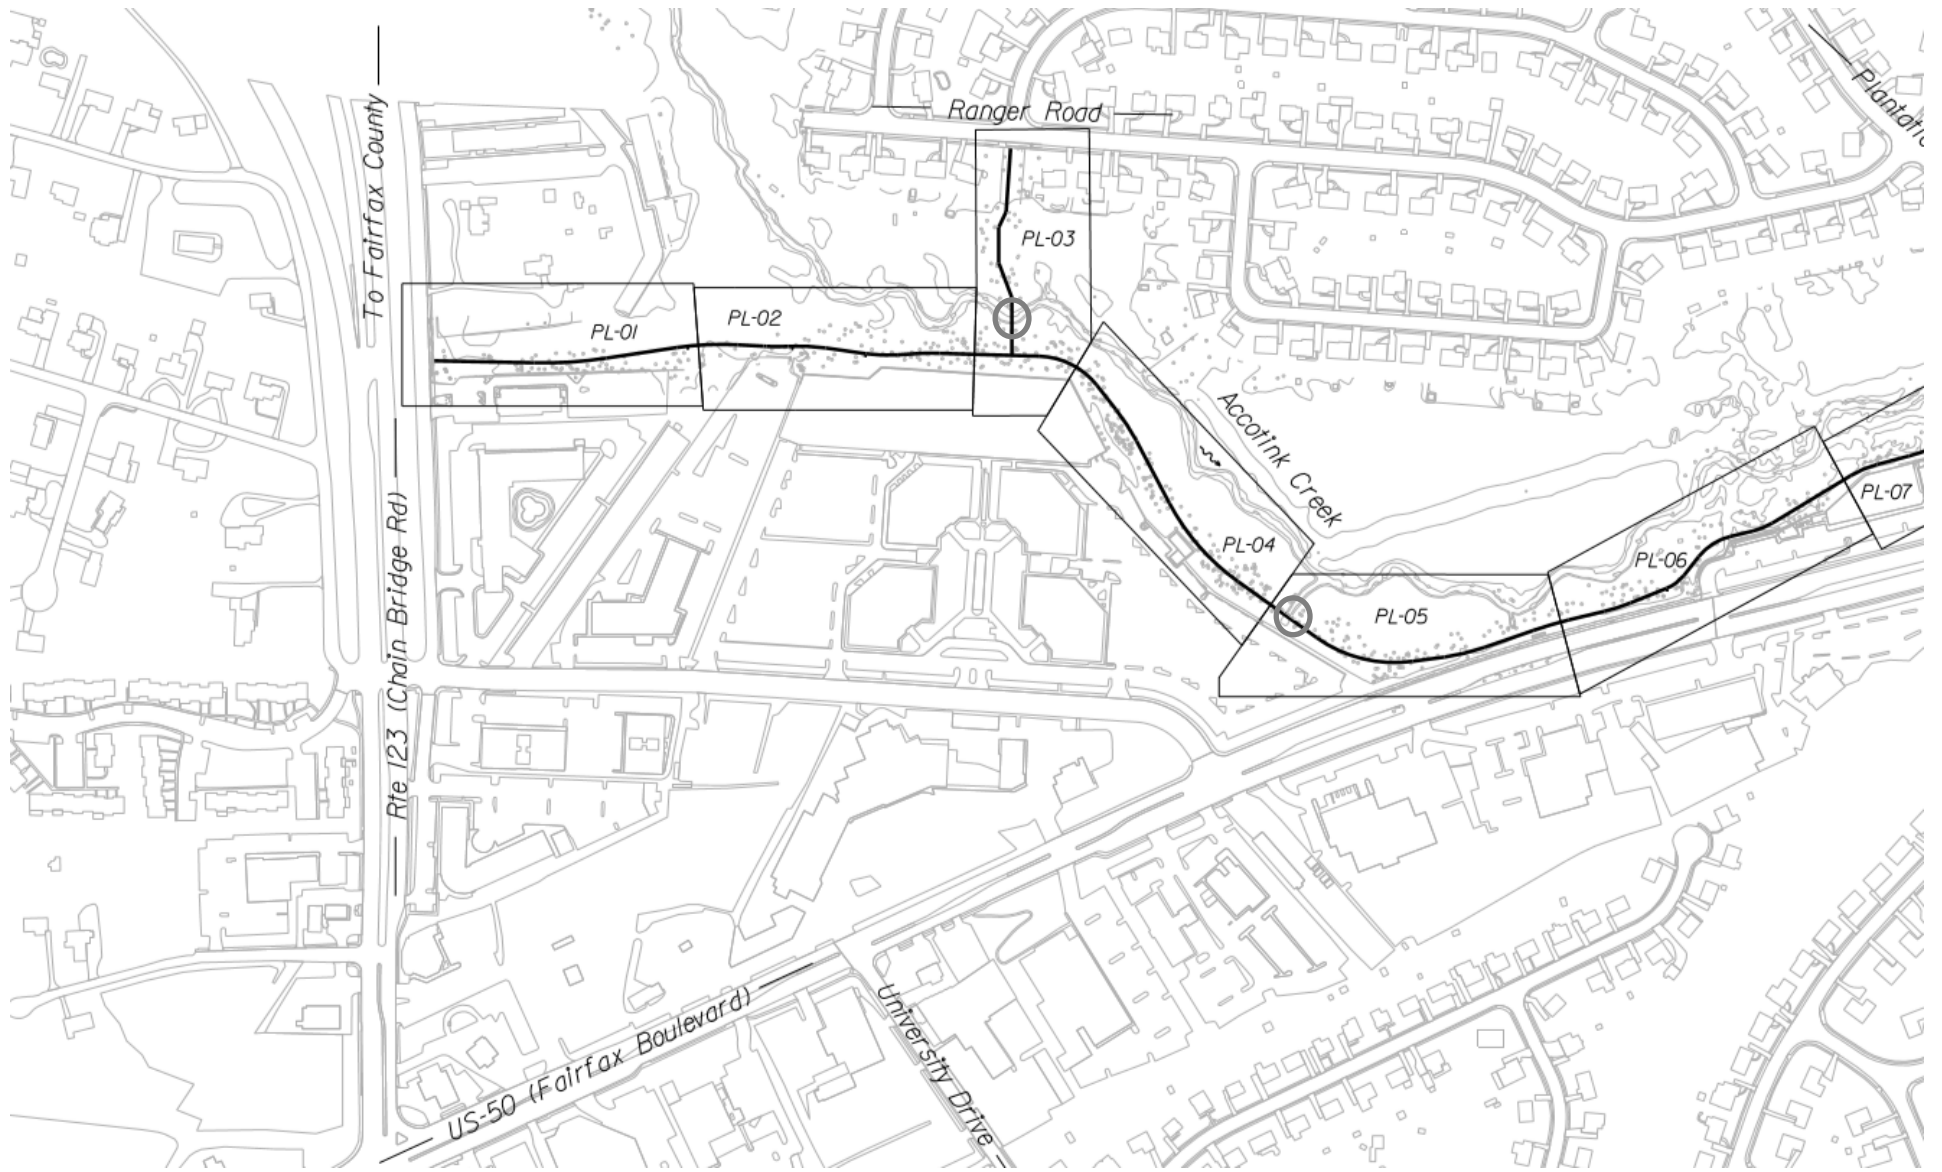 Ranger Road
Plantatio
To Fairfax County
PL-03
PL-01
PL-02
Accotink Creek
PL-07
PL-04
PL-06
PL-05
Rte 123 (Chain Bridge Rd)
US-50 (Fairfax Boulevard)
University Drive